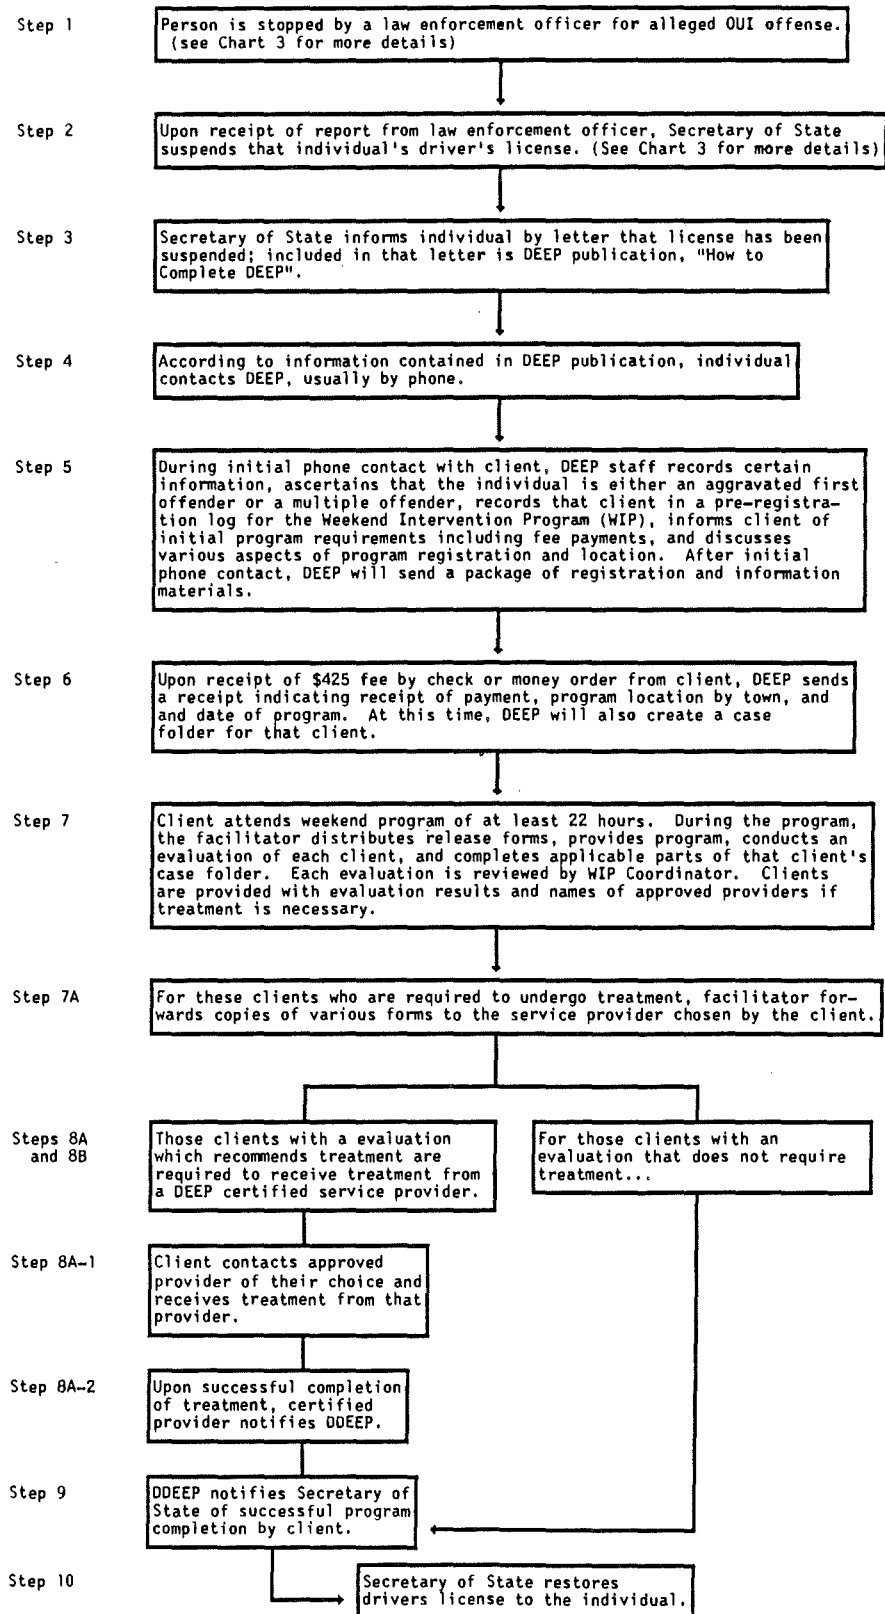 Step 1
Person is stopped by a law enforcement officer for alleged OUI offense.
(see Chart 3 for more details)
Step 2
Upon receipt of report from law enforcement officer, Secretary of State
suspends that individual's driver's license. (See Chart 3 for more details)
Step 3
Secretary of State informs individual by letter that license has been
suspended; included in that letter is DEEP publication, "How to
Complete DEEP".
Step 4
According to information contained in DEEP publication, individual
contacts DEEP, usually by phone.
Step 5
During initial phone contact with client, DEEP staff records certain
information, ascertains that the individual is either an aggravated first
offender or a multiple offender, records that client in a pre-registra-
tion log for the Weekend Intervention Program (WIP), informs client of
initial program requirements including fee payments, and discusses
various aspects of program registration and location. After initial
phone contact, DEEP will send a package of registration and information
materials.
Step 6
Upon receipt of $425 fee by check or money order from client, DEEP sends
a receipt indicating receipt of payment, program location by town, and
and date of program. At this time, DEEP will also create a case
folder for that client.
Step 7
Client attends weekend program of at least 22 hours. During the program,
the facilitator distributes release forms, provides program, conducts an
evaluation of each client, and completes applicable parts of that client's
case folder. Each evaluation is reviewed by WIP Coordinator. Clients
are provided with evaluation results and names of approved providers if
treatment is necessary.
Step 7A
For these clients who are required to undergo treatment, facilitator for-
wards copies of various forms to the service provider chosen by the client.
Steps 8A
and 8B
Those clients with a evaluation
which recommends treatment are
required to receive treatment from
a DEEP certified service provider.
For those clients with an
evaluation that does not require
treatment...
Step 8A-1
Client contacts approved
provider of their choice and
receives treatment from that
provider.
Step 8A-2
Upon successful completion
of treatment, certified
provider notifies DDEEP.
Step 9
DDEEP notifies Secretary of
State of successful program
completion by client.
Step 10
Secretary of State restores
drivers license to the individual.